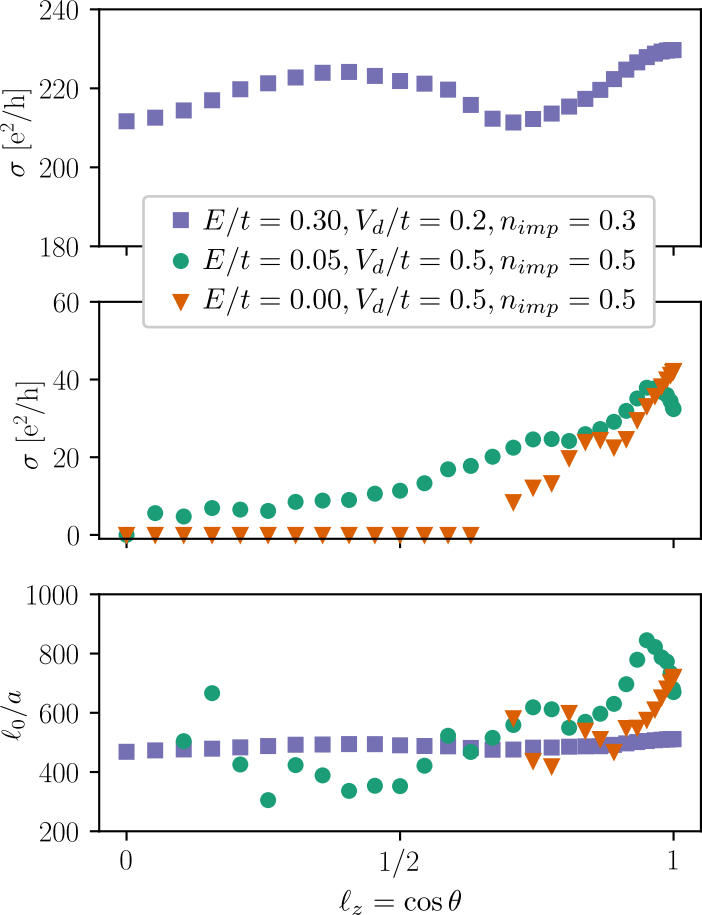 240
220
200
180
σ [e²/h]
E/t = 0.30, V_d/t = 0.2, n_imp = 0.3
E/t = 0.05, V_d/t = 0.5, n_imp = 0.5
E/t = 0.00, V_d/t = 0.5, n_imp = 0.5
60
40
20
0
σ [e²/h]
1000
800
600
400
200
ℓ₀/a
0 1/2 1
ℓ_z = cos θ